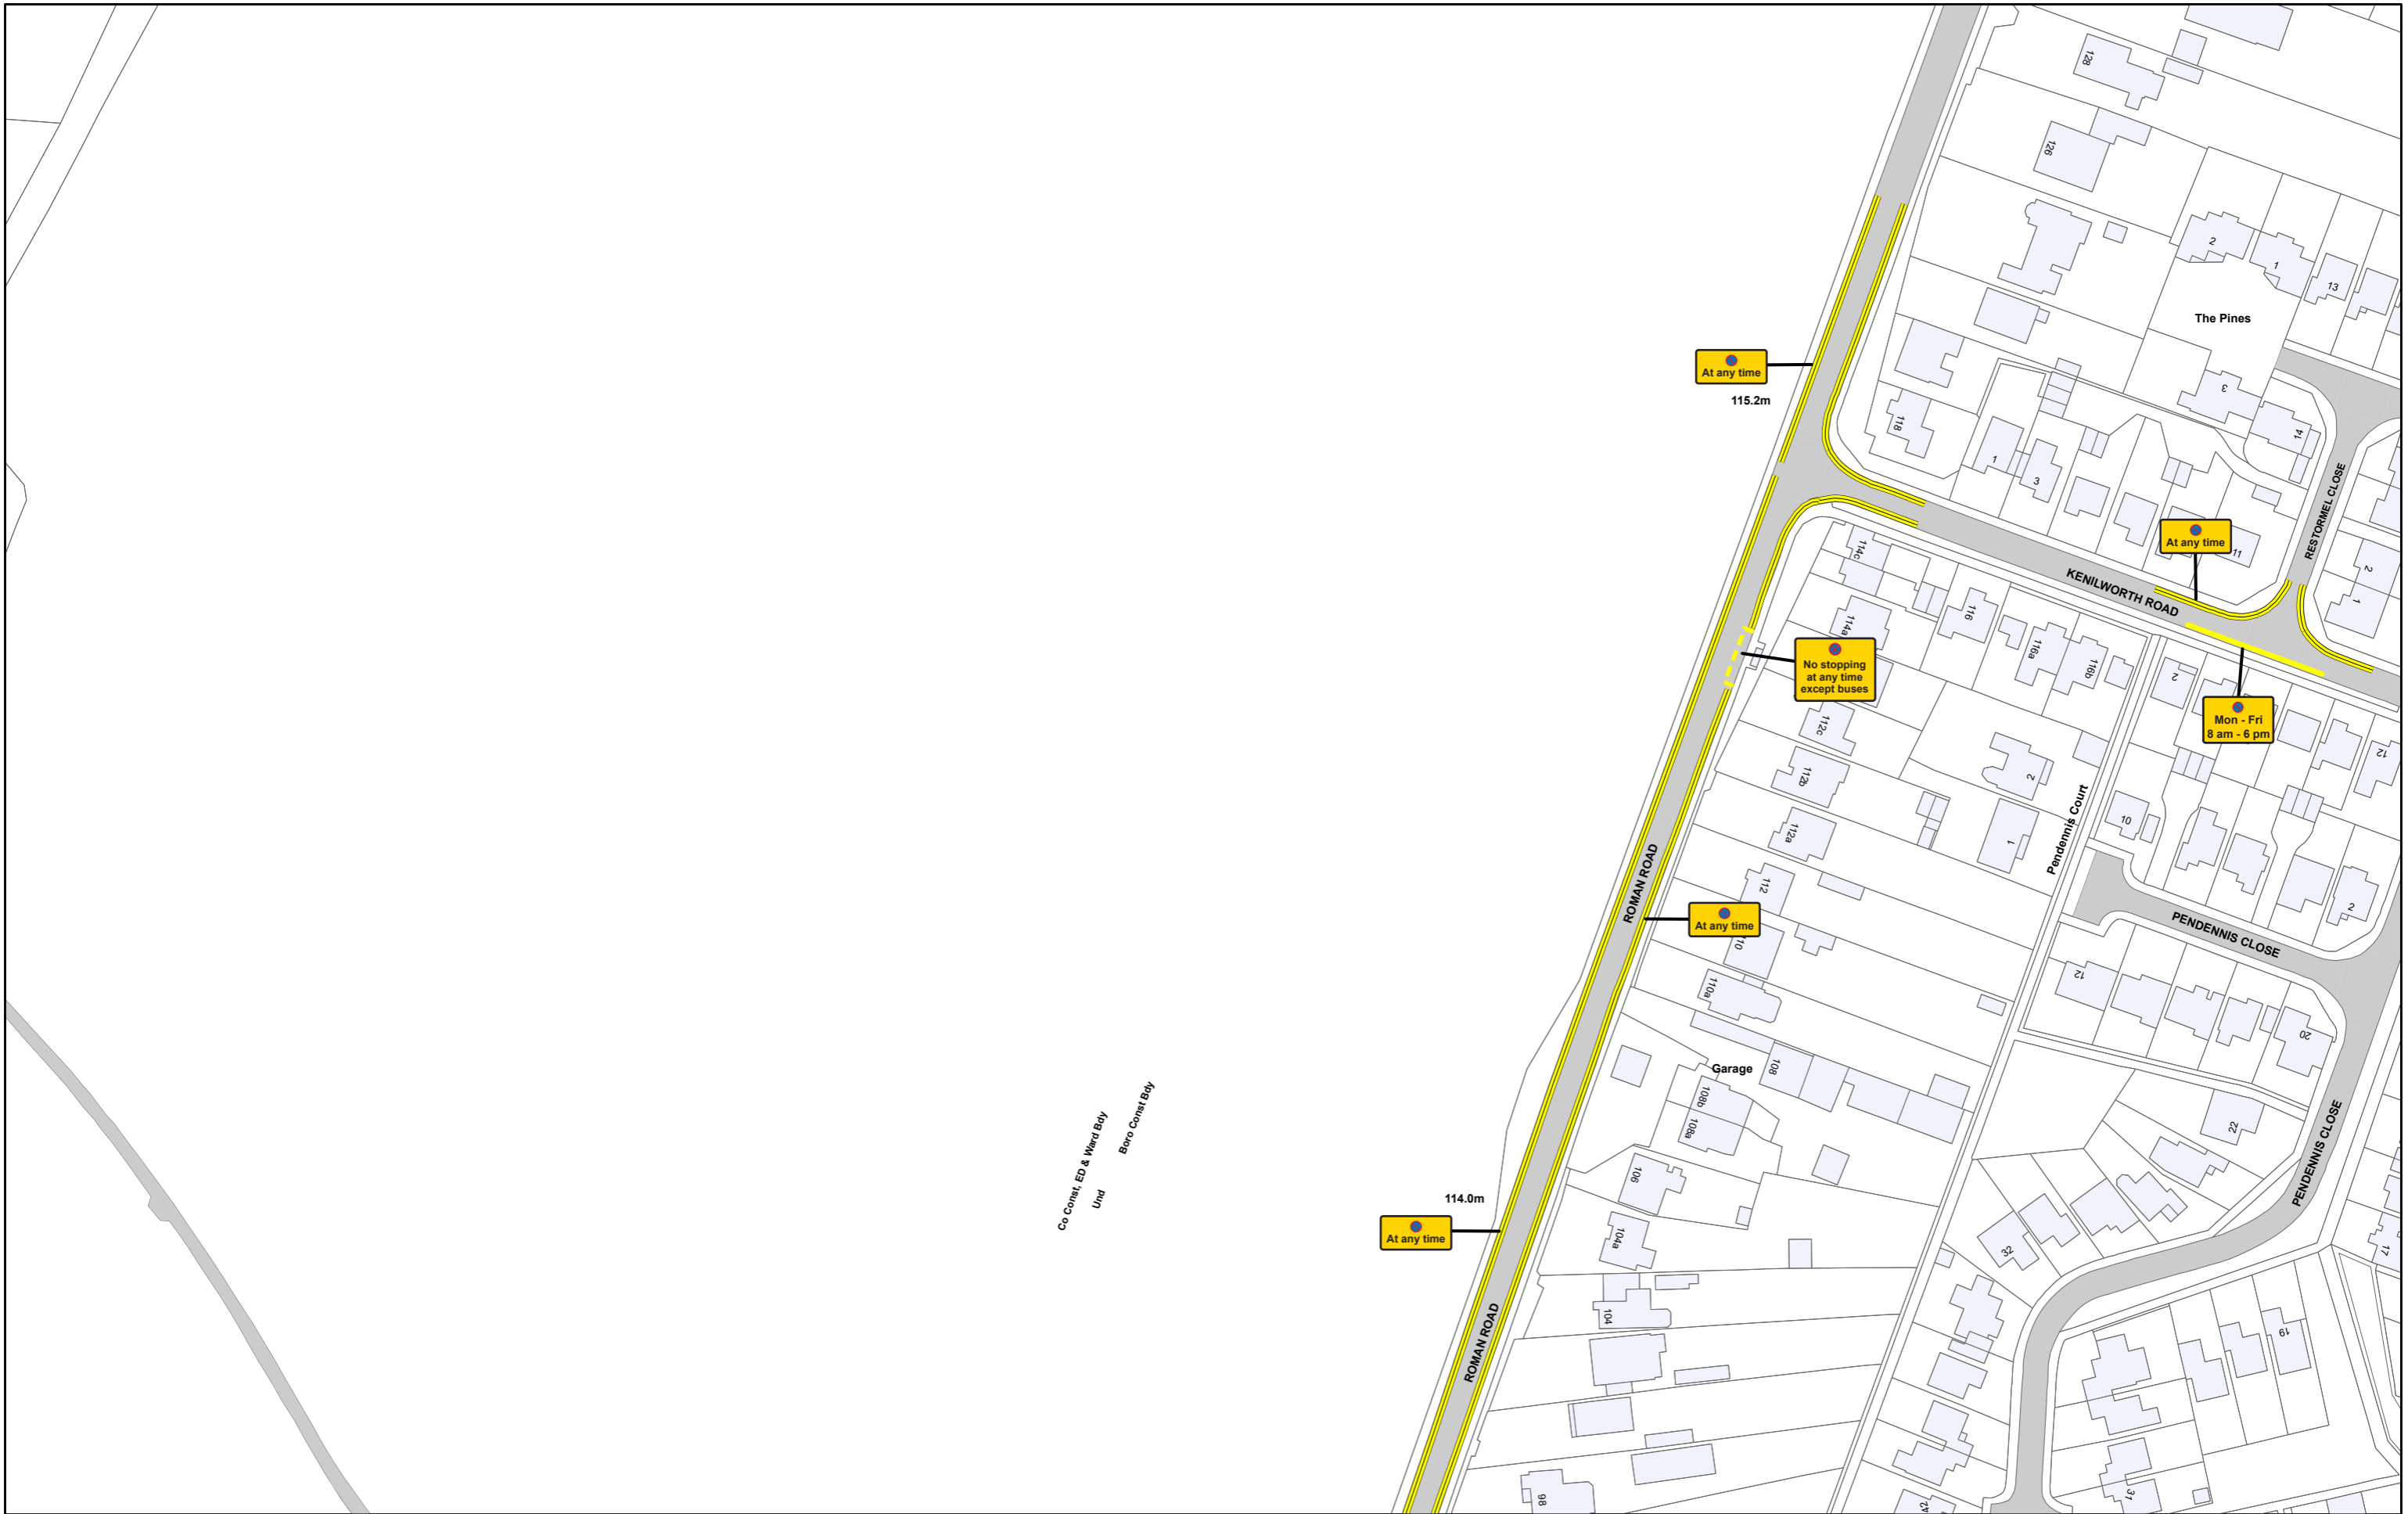 128
126
2
1
13
The Pines
At any time
115.2m
3
118
14
1
3
RESTORMEL CLOSE
At any time
11
2
1
KENILWORTH ROAD
114c
114a
116
116a
116b
No stopping
at any time
except buses
2
Mon - Fri
8 am - 6 pm
112c
112b
2
12
Pendennis Court
112a
1
10
ROMAN ROAD
112
2
At any time
110
PENDENNIS CLOSE
110a
12
20
Garage
108
108b
108a
22
Co Const, ED & Ward Bdy
Und
Boro Const Bdy
PENDENNIS CLOSE
106
114.0m
At any time
104a
32
17
104
ROMAN ROAD
19
98
31